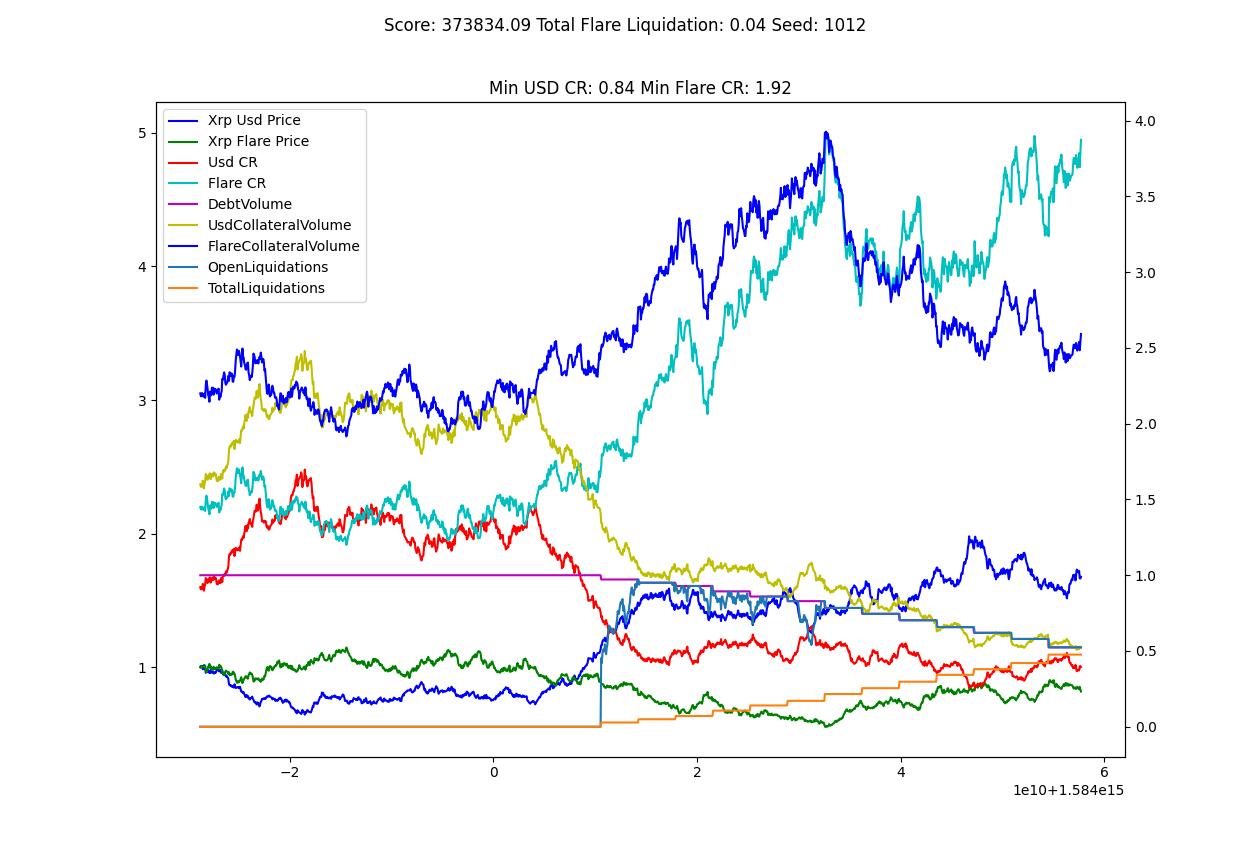 Score: 373834.09 Total Flare Liquidation: 0.04 Seed: 1012
Min USD CR: 0.84 Min Flare CR: 1.92
Xrp Usd Price
Xrp Flare Price
Usd CR
Flare CR
DebtVolume
UsdCollateralVolume
FlareCollateralVolume
OpenLiquidations
TotalLiquidations
5
4
3
2
1
4.0
3.5
3.0
2.5
2.0
1.5
1.0
0.5
0.0
−2
0
2
4
6
1e10+1.584e15